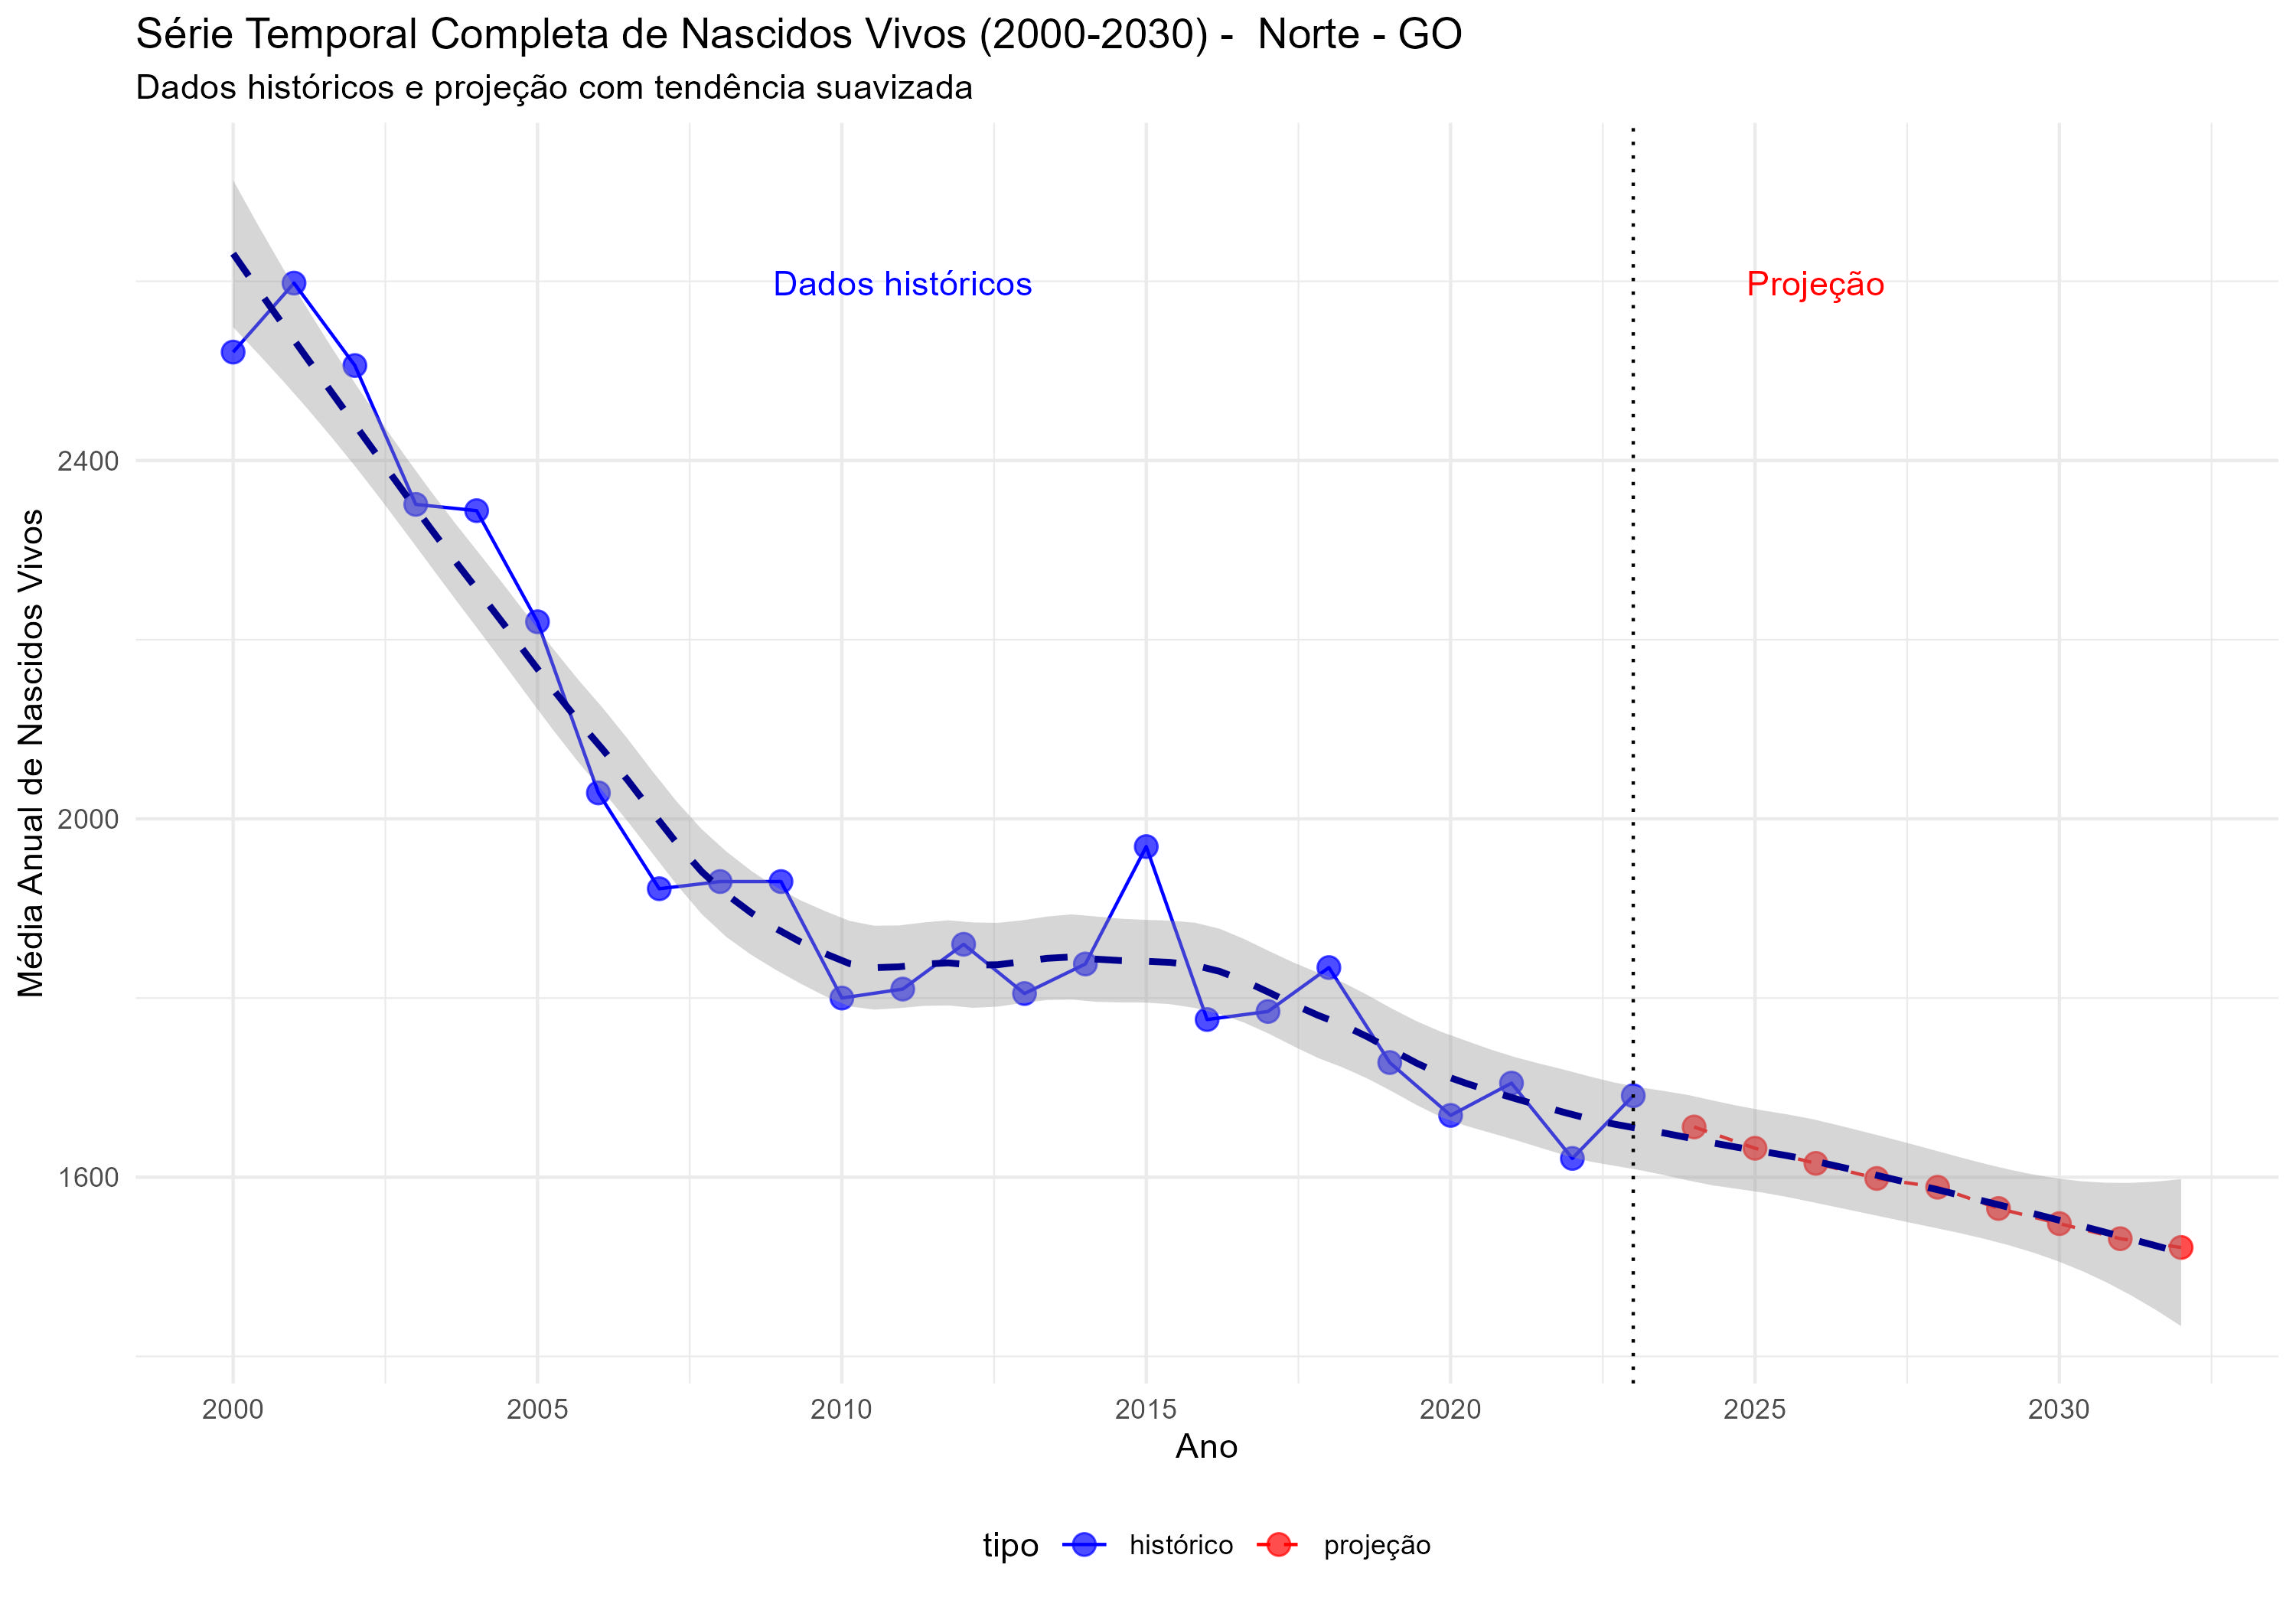 Série Temporal Completa de Nascidos Vivos (2000-2030) -  Norte - GO
Dados históricos e projeção com tendência suavizada
Dados históricos
Projeção
Média Anual de Nascidos Vivos
2400
2000
1600
2000
2005
2010
2015
2020
2025
2030
Ano
tipo
histórico
projeção